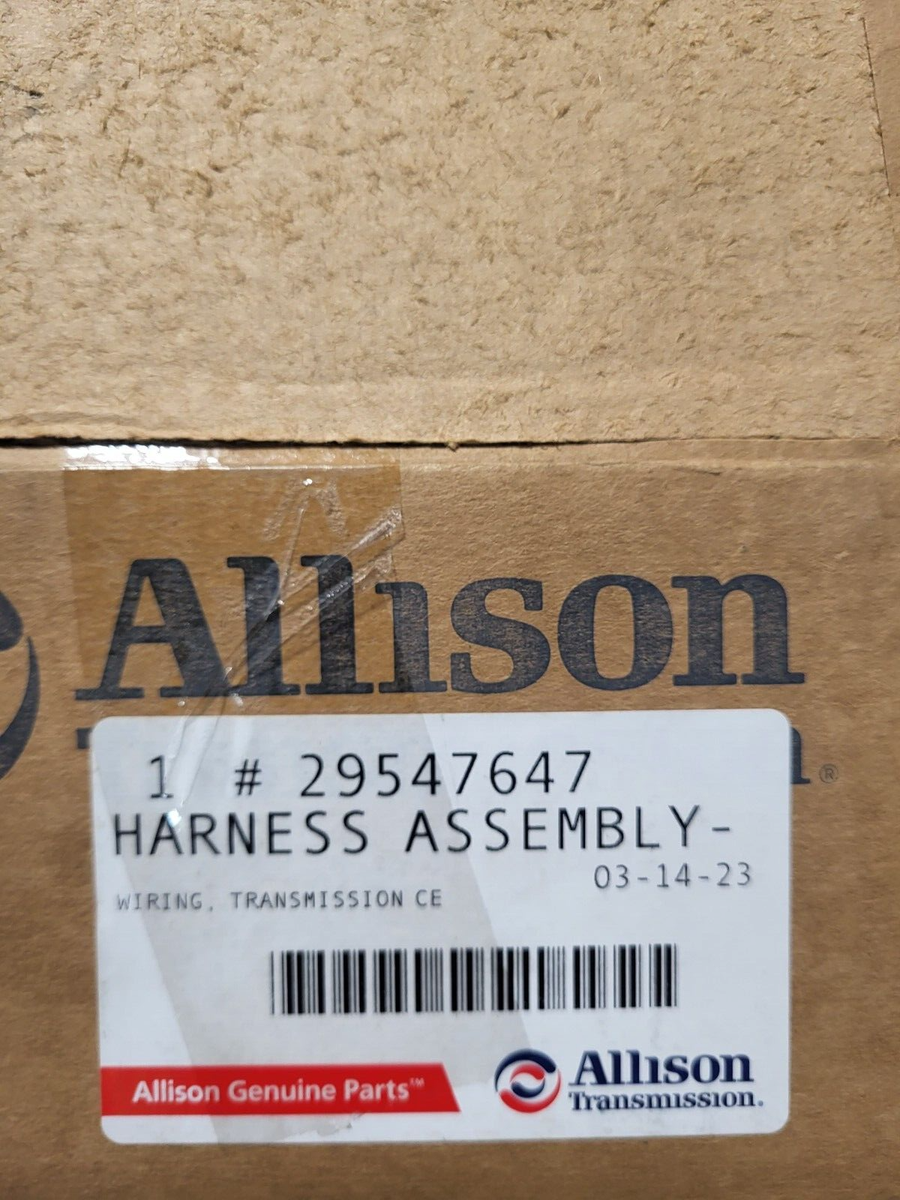 Allison
®
1 # 29547647
HARNESS ASSEMBLY-
03-14-23
WIRING, TRANSMISSION CE
Allison Genuine Parts™
Allison
Transmission.